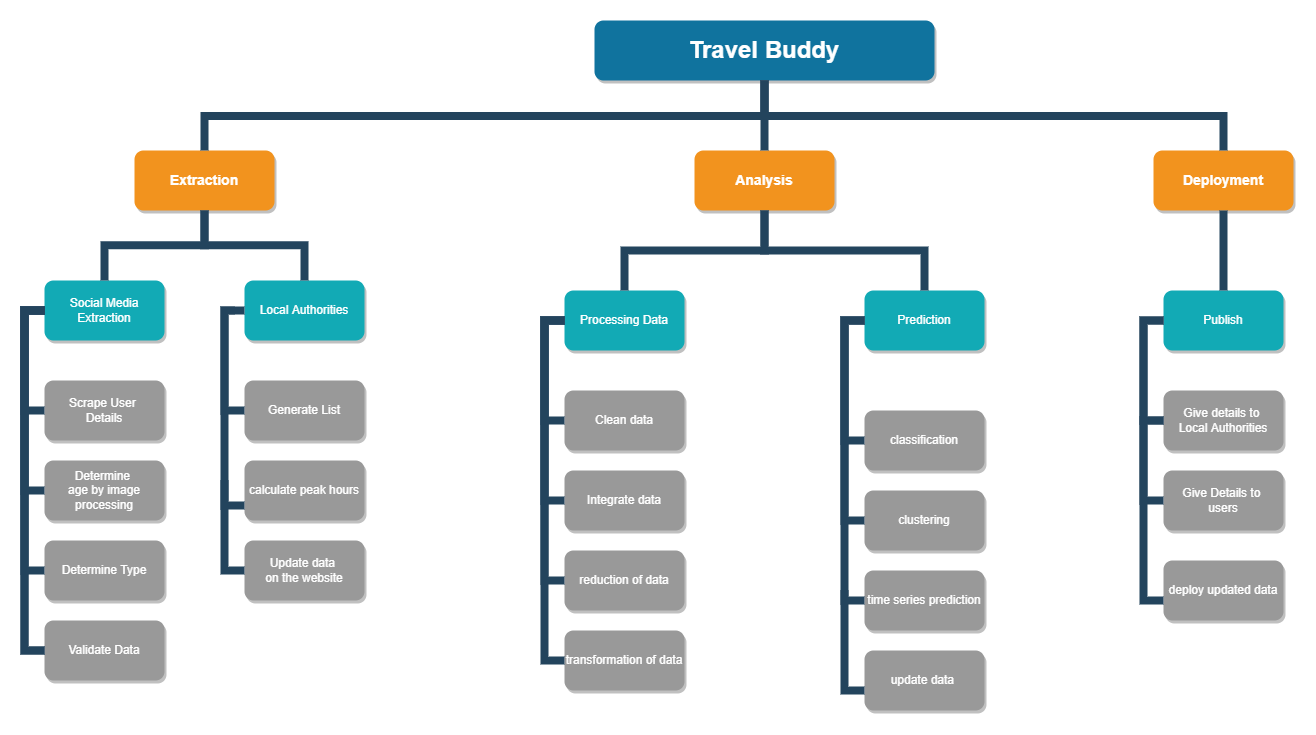 Travel Buddy
Extraction
Analysis
Deployment
Social Media
Extraction
Local Authorities
Processing Data
Prediction
Publish
Scrape User
Details
Determine
age by image
processing
Determine Type
Validate Data
Generate List
calculate peak hours
Update data
on the website
Clean data
Integrate data
reduction of data
transformation of data
classification
clustering
time series prediction
update data
Give details to
Local Authorities
Give Details to
users
deploy updated data